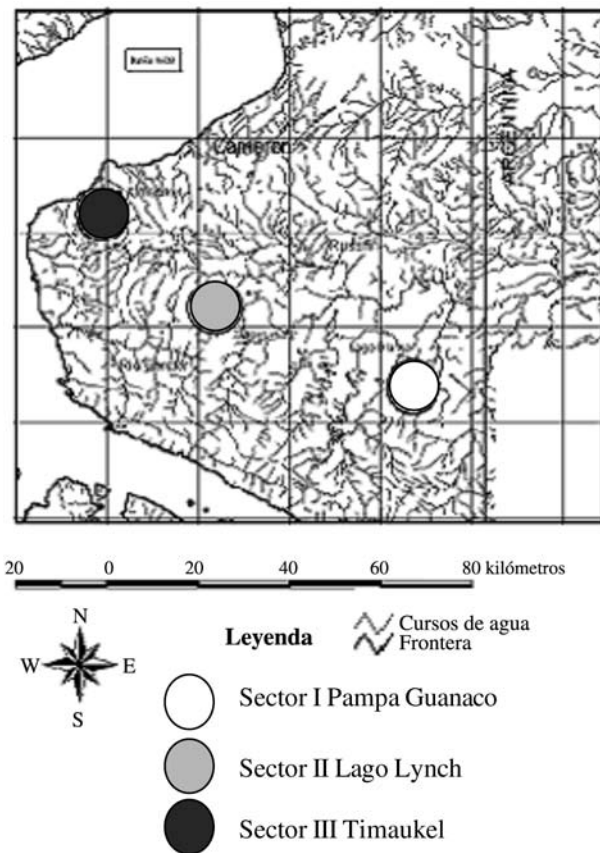 Cameron
ARGENTINA
20 0 20 40 60 80 kilómetros
N
W E
S
Leyenda
Cursos de agua
Frontera
Sector I Pampa Guanaco
Sector II Lago Lynch
Sector III Timaukel